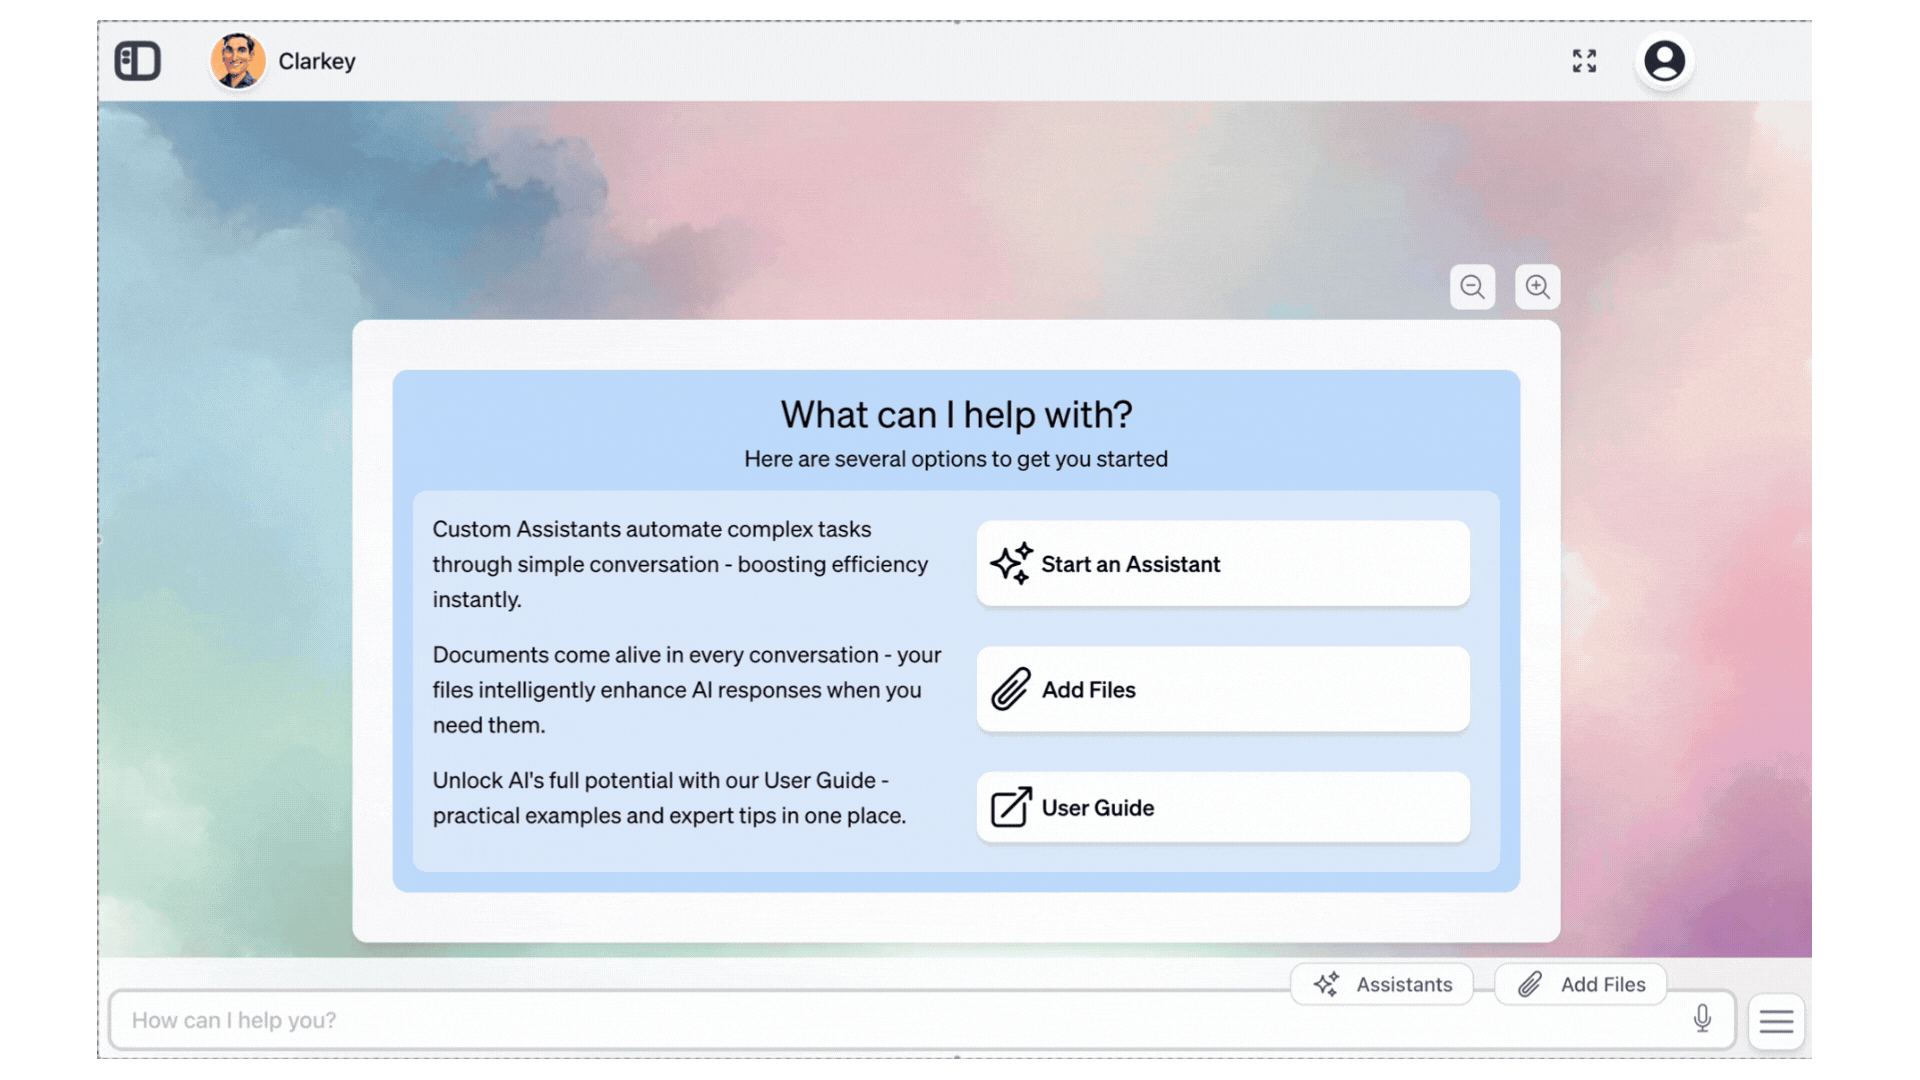 Clarkey
What can I help with?
Here are several options to get you started
Custom Assistants automate complex tasks
through simple conversation - boosting efficiency
instantly.
Start an Assistant
Documents come alive in every conversation - your
files intelligently enhance AI responses when you
need them.
Add Files
Unlock AI's full potential with our User Guide -
practical examples and expert tips in one place.
User Guide
Assistants
Add Files
How can I help you?